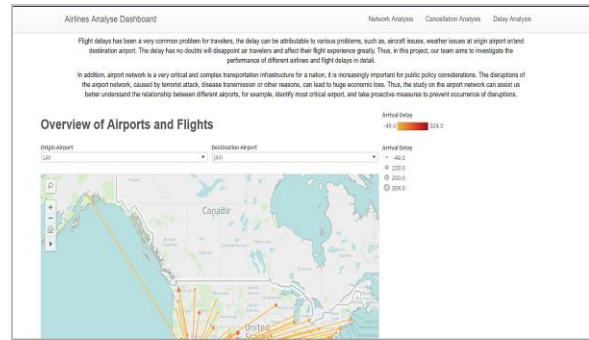 Airlines Analyse Dashboard
Network Analysis
Cancellation Analysis
Delay Analysis
Flight delays has been a very common problem for travelers, the delay can be attributable to various problems, such as, aircraft issues, weather issues at origin airport or/and
destination airport. The delay has no doubts will disappoint air travelers and affect their flight experience greatly. Thus, in this project, our team aims to investigate the
performance of different airlines and flight delays in detail.
In addition, airport network is a very critical and complex transportation infrastructure for a nation, it is increasingly important for public policy considerations. The disruptions of
the airport network, caused by terrorist attack, disease transmission or other reasons, can lead to huge economic loss. Thus, the study on the airport network can assist us
better understand the relationship between different airports, for example, identify most critical airport, and take proactive measures to prevent occurrence of disruptions.
Overview of Airports and Flights
Arrival Delay
-49.0
324.0
Origin Airport
Destination Airport
(All)
Arrival Delay
-49.0
100.0
200.0
324.0
Canada
Alberta
United